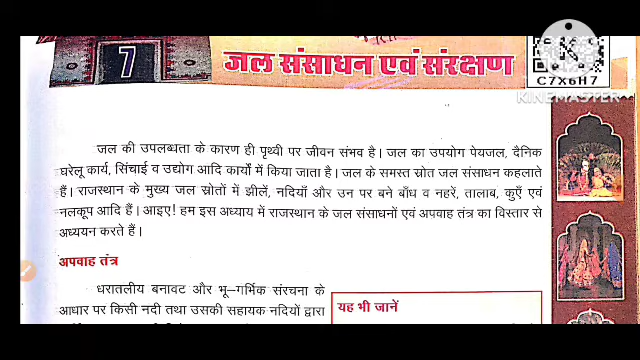 7
जल संसाधन एवं संरक्षण
C7X6H7
KINEMASTER
जल की उपलब्धता के कारण ही पृथ्वी पर जीवन संभव है। जल का उपयोग पेयजल, दैनिक
घरेलू कार्य, सिंचाई व उद्योग आदि कार्यो में किया जाता है। जल के समस्त स्रोत जल संसाधन कहलाते
हैं। राजस्थान के मुख्य जल स्रोतों में झीलें, नदियाँ और उन पर बने बाँध व नहरें, तालाब, कुएँ एवं
नलकूप आदि हैं। आइए! हम इस अध्याय में राजस्थान के जल संसाधनों एवं अपवाह तंत्र का विस्तार से
अध्ययन करते हैं।
अपवाह तंत्र
धरातलीय बनावट और भू–गर्भिक संरचना के
आधार पर किसी नदी तथा उसकी सहायक नदियों द्वारा
यह भी जानें